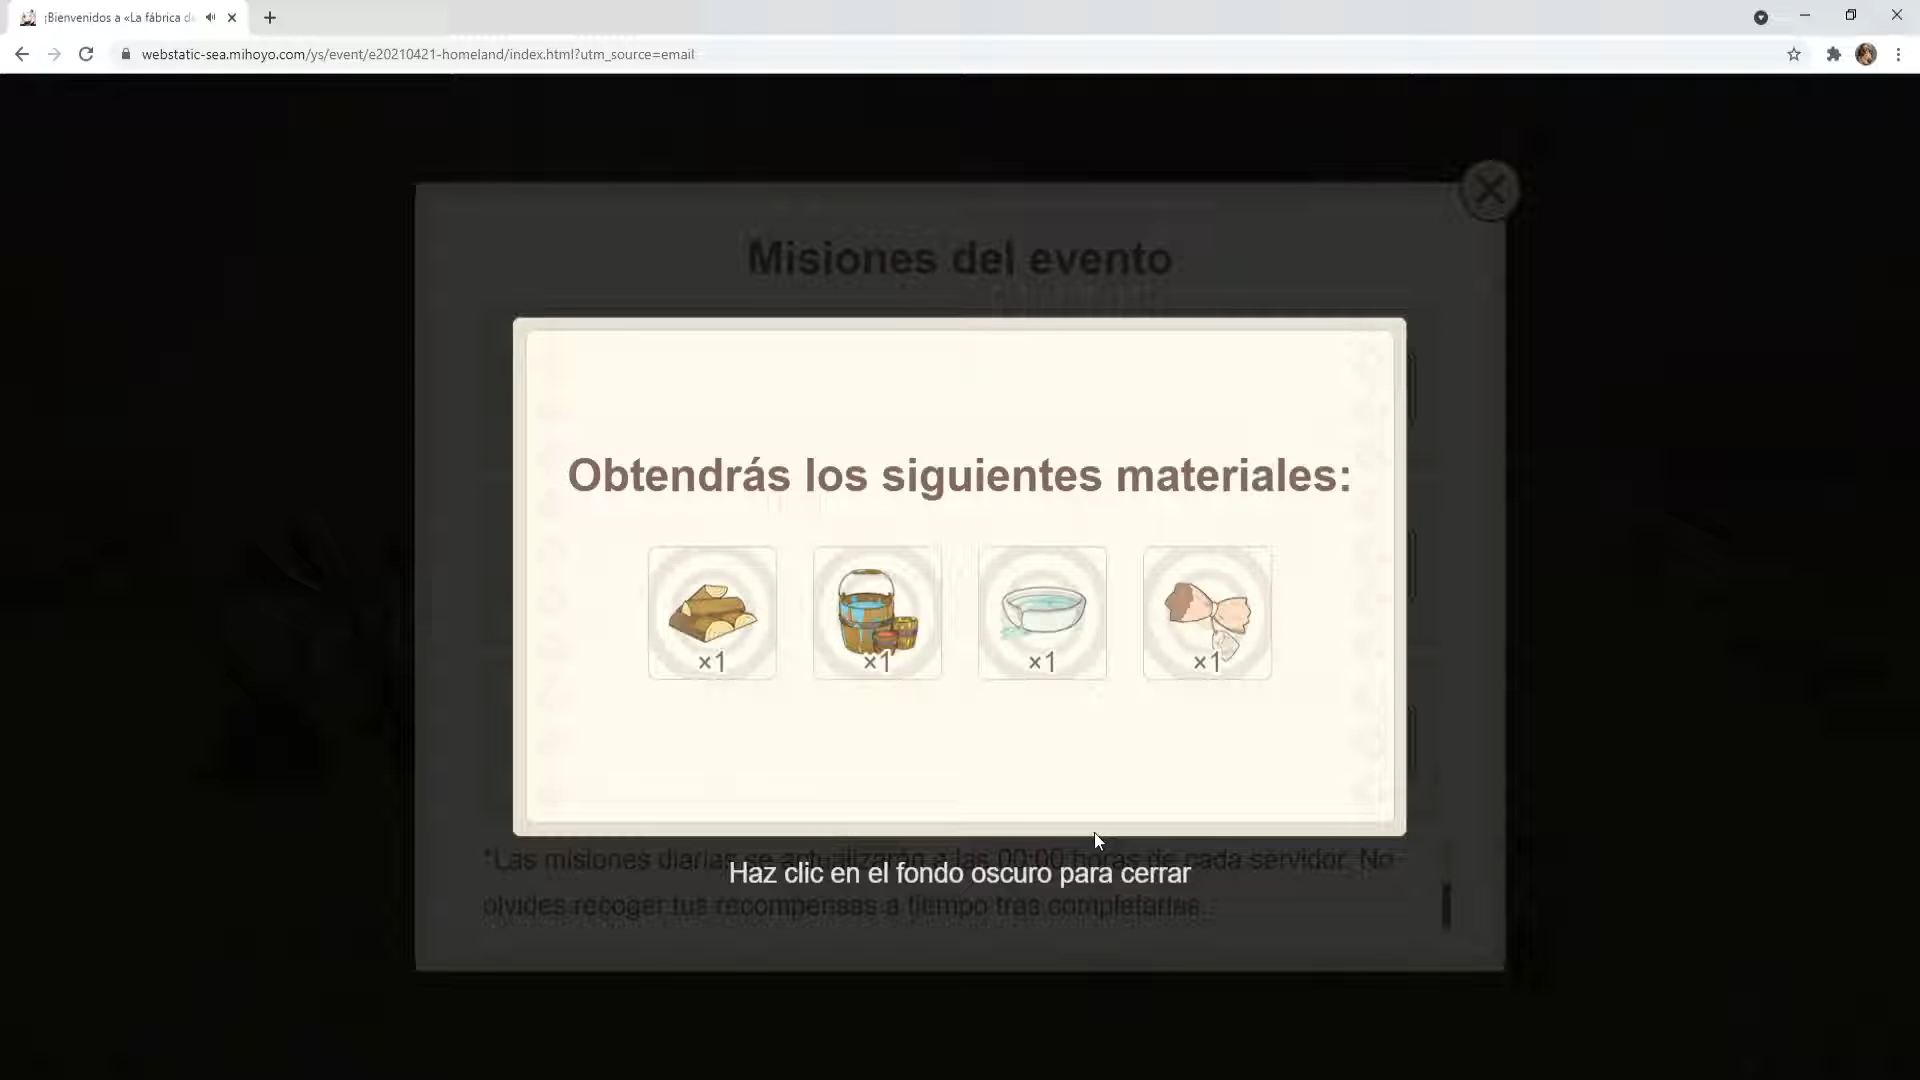 ¡Bienvenidos a «La fábrica de
webstatic-sea.mihoyo.com/ys/event/e20210421-homeland/index.html?utm_source=email
Misiones del evento
Obtendrás los siguientes materiales:
×1
×1
×1
×1
*Las misiones diarias se actualizarán a las 00:00 horas de cada servidor. No
Haz clic en el fondo oscuro para cerrar
olvides recoger tus recompensas a tiempo tras completarlas.